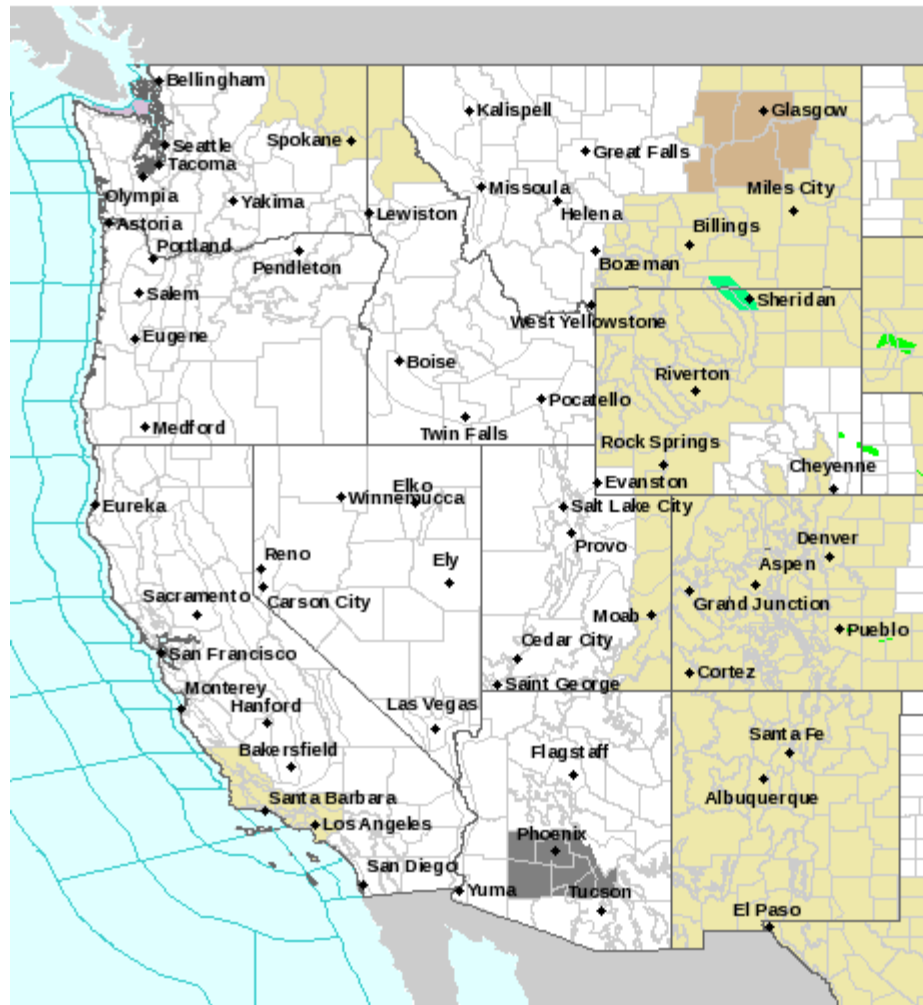 Bellingham
Kalispell
Glasgow
Seattle
Spokane
Great Falls
Tacoma
Olympia
Missoula
Miles City
Yakima
Helena
Lewiston
Astoria
Billings
Portland
Pendleton
Bozeman
Salem
Sheridan
West Yellowstone
Eugene
Boise
Riverton
Pocatello
Medford
Twin Falls
Rock Springs
Cheyenne
Elko
Evanston
Winnemucca
Eureka
Salt Lake City
Denver
Provo
Reno
Ely
Aspen
Sacramento
Carson City
Grand Junction
Moab
Pueblo
Cedar City
San Francisco
Cortez
Saint George
Monterey
Las Vegas
Hanford
Santa Fe
Bakersfield
Flagstaff
Albuquerque
Santa Barbara
Los Angeles
Phoenix
San Diego
Yuma
Tucson
El Paso